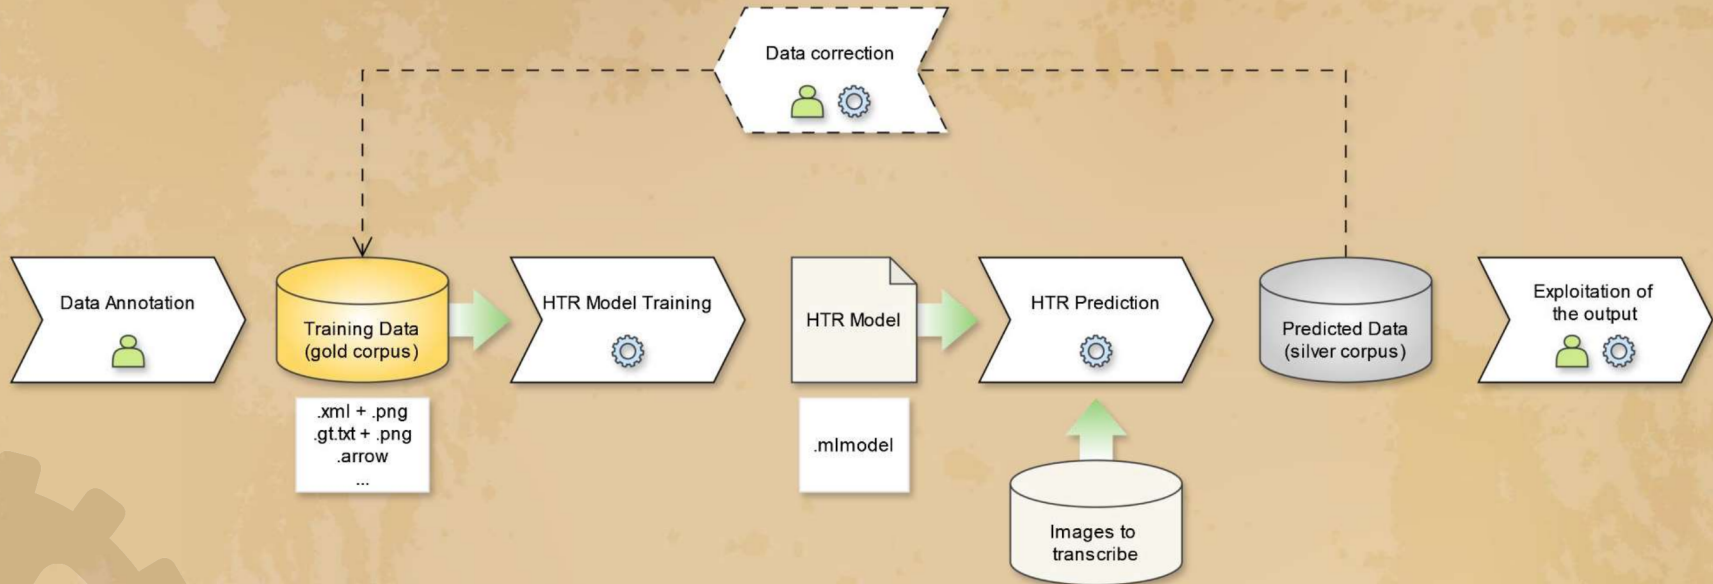 Data correction
Data Annotation
Training Data
(gold corpus)
.xml + .png
.gt.txt + .png
.arrow
...
HTR Model Training
HTR Model
.mlmodel
HTR Prediction
Images to
transcribe
Predicted Data
(silver corpus)
Exploitation of
the output